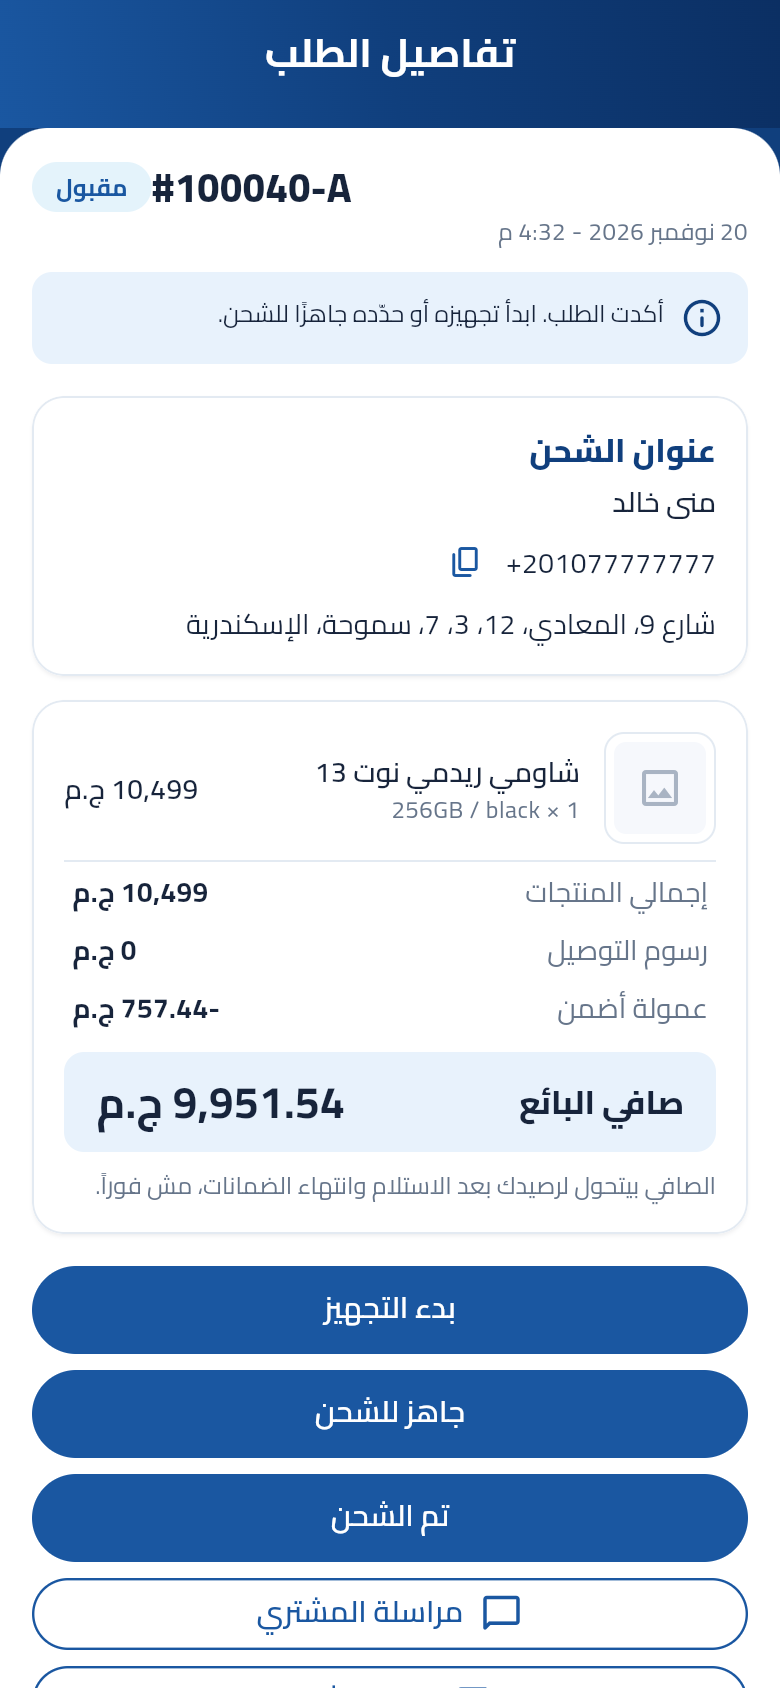 تفاصيل الطلب
#100040-A
مقبول
20 نوفمبر 2026 - 4:32 م
أكدت الطلب. ابدأ تجهيزه أو حدّده جاهزًا للشحن.
عنوان الشحن
منى خالد
+201077777777
شارع 9، المعادي، 12، 3، 7، سموحة، الإسكندرية
شاومي ريدمي نوت 13
256GB / black × 1
10,499 ج.م
إجمالي المنتجات 10,499 ج.م
رسوم التوصيل 0 ج.م
عمولة أضمن -757.44 ج.م
صافي البائع 9,951.54 ج.م
الصافي بيتحول لرصيدك بعد الاستلام وانتهاء الضمانات، مش فوراً.
بدء التجهيز
جاهز للشحن
تم الشحن
مراسلة المشتري